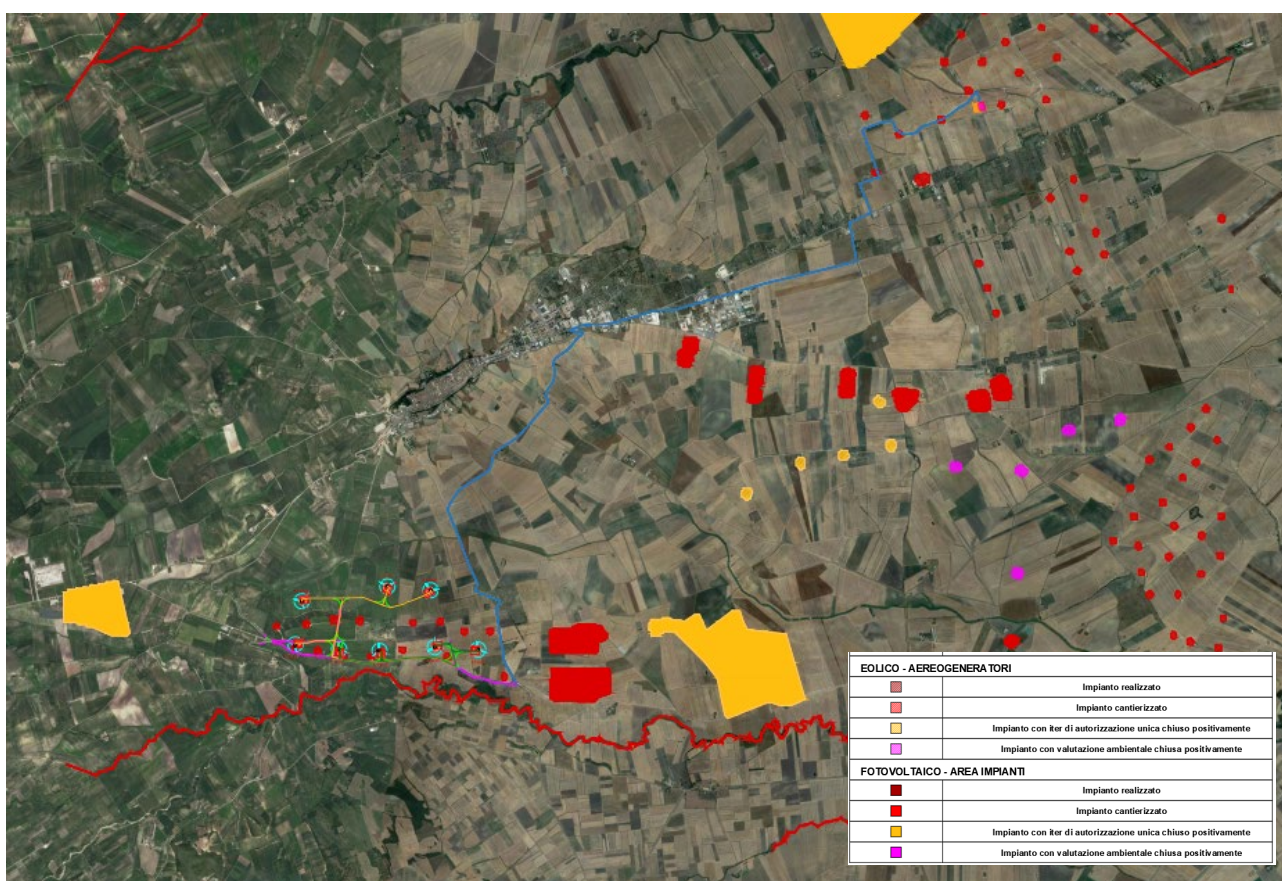 EOLICO - AEREOGENERATORI
Impianto realizzato
Impianto cantierizzato
Impianto con iter di autorizzazione unica chiuso positivamente
Impianto con valutazione ambientale chiusa positivamente
FOTOVOLTAICO - AREA IMPIANTI
Impianto realizzato
Impianto cantierizzato
Impianto con iter di autorizzazione unica chiuso positivamente
Impianto con valutazione ambientale chiusa positivamente